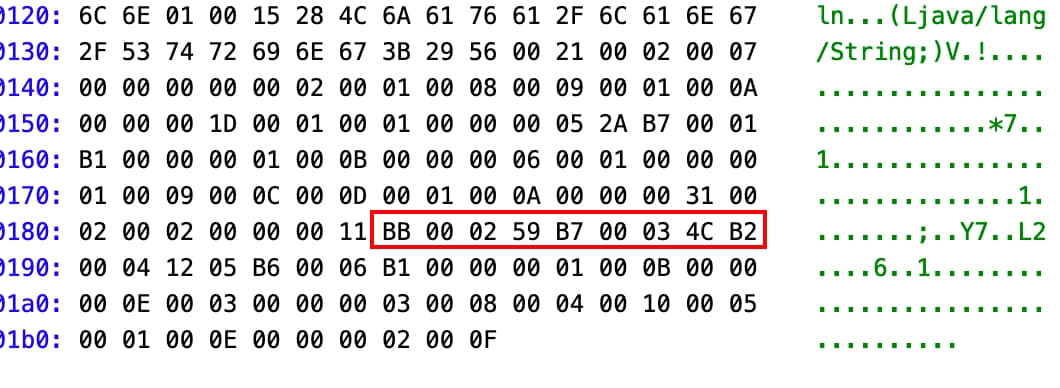 0120: 6C 6E 01 00 15 28 4C 6A 61 76 61 2F 6C 61 6E 67 ln...(Ljava/lang
0130: 2F 53 74 72 69 6E 67 3B 29 56 00 21 00 02 00 07 /String;)V.!....
0140: 00 00 00 00 00 02 00 01 00 08 00 09 00 01 00 0A ................
0150: 00 00 00 1D 00 01 00 01 00 00 00 05 2A B7 00 01 ............*7..
0160: B1 00 00 00 01 00 0B 00 00 00 06 00 01 00 00 00 1...............
0170: 01 00 09 00 0C 00 0D 00 01 00 0A 00 00 00 31 00 ..............1.
0180: 02 00 02 00 00 00 11 BB 00 02 59 B7 00 03 4C B2 .......;..Y7..L2
0190: 00 04 12 05 B6 00 06 B1 00 00 00 01 00 0B 00 00 ....6..1........
01a0: 00 0E 00 03 00 00 00 03 00 08 00 04 00 10 00 05 ................
01b0: 00 01 00 0E 00 00 00 02 00 0F ..........